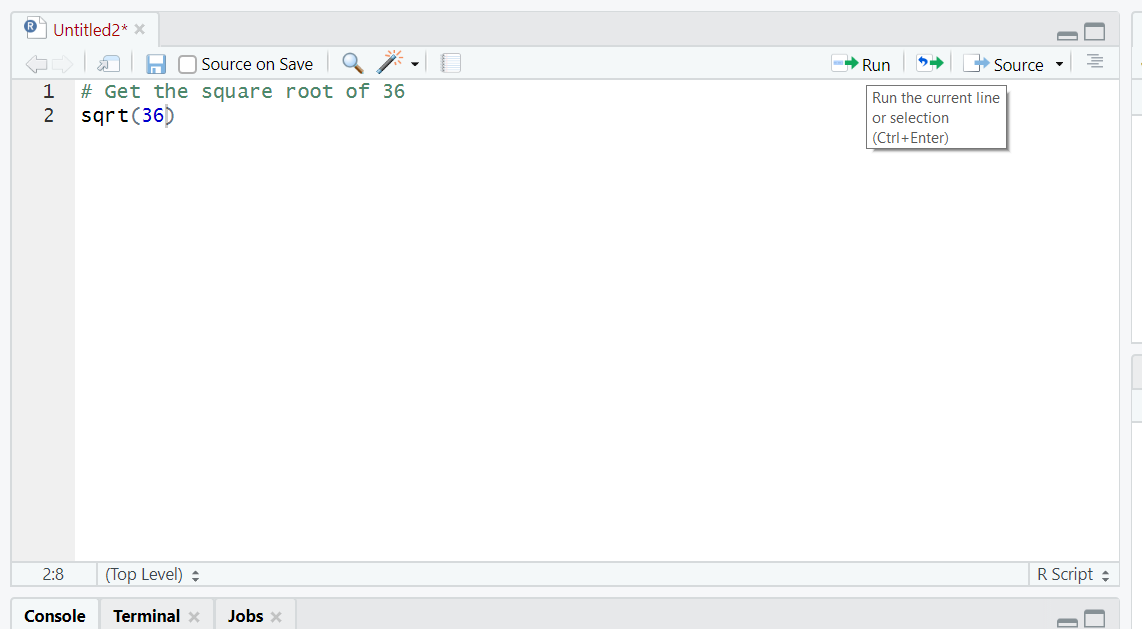 Untitled2*
Source on Save
Run
Source
1 # Get the square root of 36
2 sqrt(36)
Run the current line
or selection
(Ctrl+Enter)
2:8 (Top Level) R Script
Console Terminal Jobs